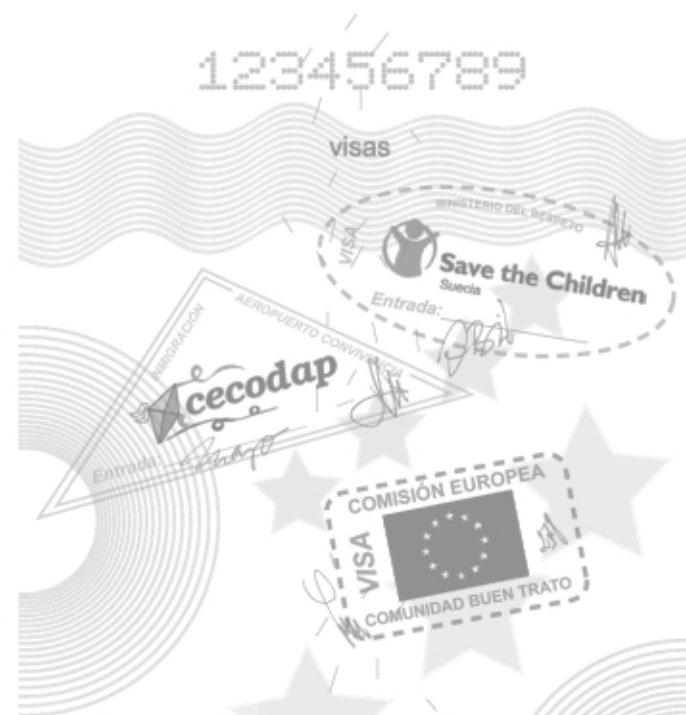 123456789
visas
MINISTERIO DEL RESPETO
VISA
Save the Children
Suecia
Entrada:
INMIGRACION
AEROPUERTO CONVIVENCIA
cecodap
Entrada:
COMISIÓN EUROPEA
VISA
COMUNIDAD BUEN TRATO